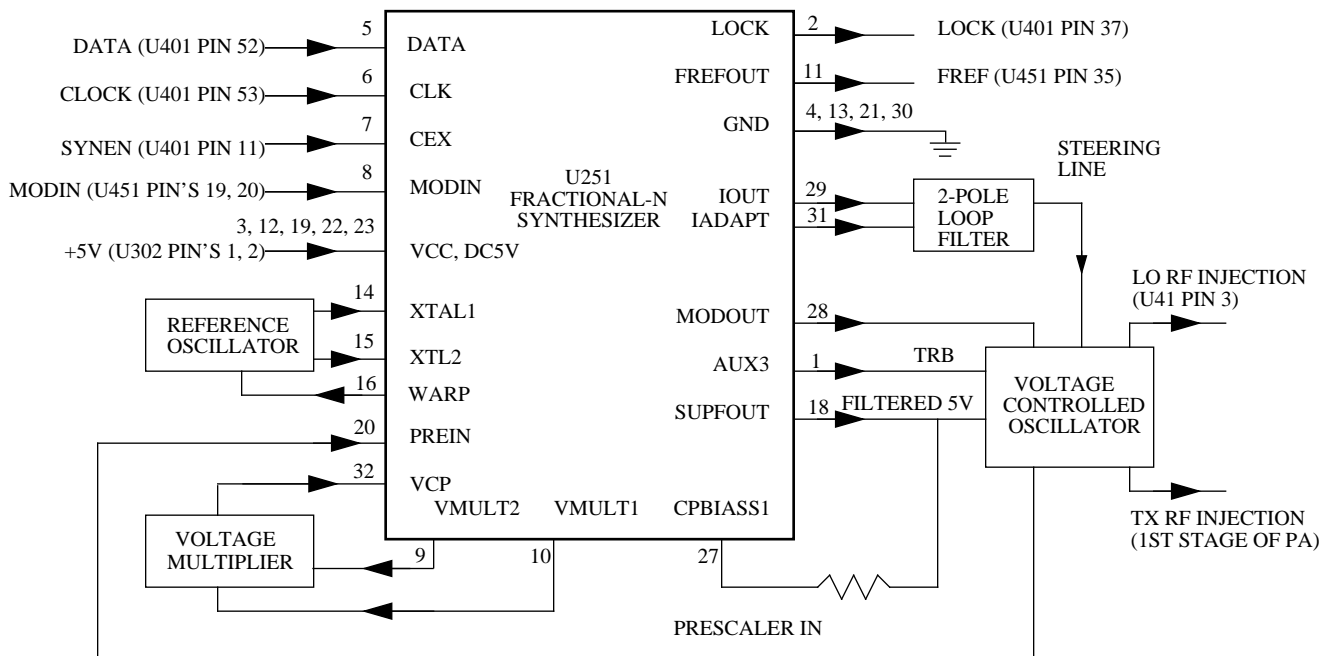 DATA (U401 PIN 52)
5
DATA
CLOCK (U401 PIN 53)
6
CLK
SYNEN (U401 PIN 11)
7
CEX
MODIN (U451 PIN'S 19, 20)
8
MODIN
+5V (U302 PIN'S 1, 2)
3, 12, 19, 22, 23
VCC, DC5V
REFERENCE
OSCILLATOR
14
XTAL1
15
XTL2
16
WARP
20
PREIN
32
VCP
VOLTAGE
MULTIPLIER
VMULT2
9
VMULT1
10
CPBIASS1
27
U251
FRACTIONAL-N
SYNTHESIZER
LOCK
2
LOCK (U401 PIN 37)
FREFOUT
11
FREF (U451 PIN 35)
GND
4, 13, 21, 30
IOUT
29
IADAPT
31
2-POLE
LOOP
FILTER
STEERING
LINE
MODOUT
28
AUX3
1
TRB
SUPFOUT
18
FILTERED 5V
VOLTAGE
CONTROLLED
OSCILLATOR
LO RF INJECTION
(U41 PIN 3)
TX RF INJECTION
(1ST STAGE OF PA)
PRESCALER IN